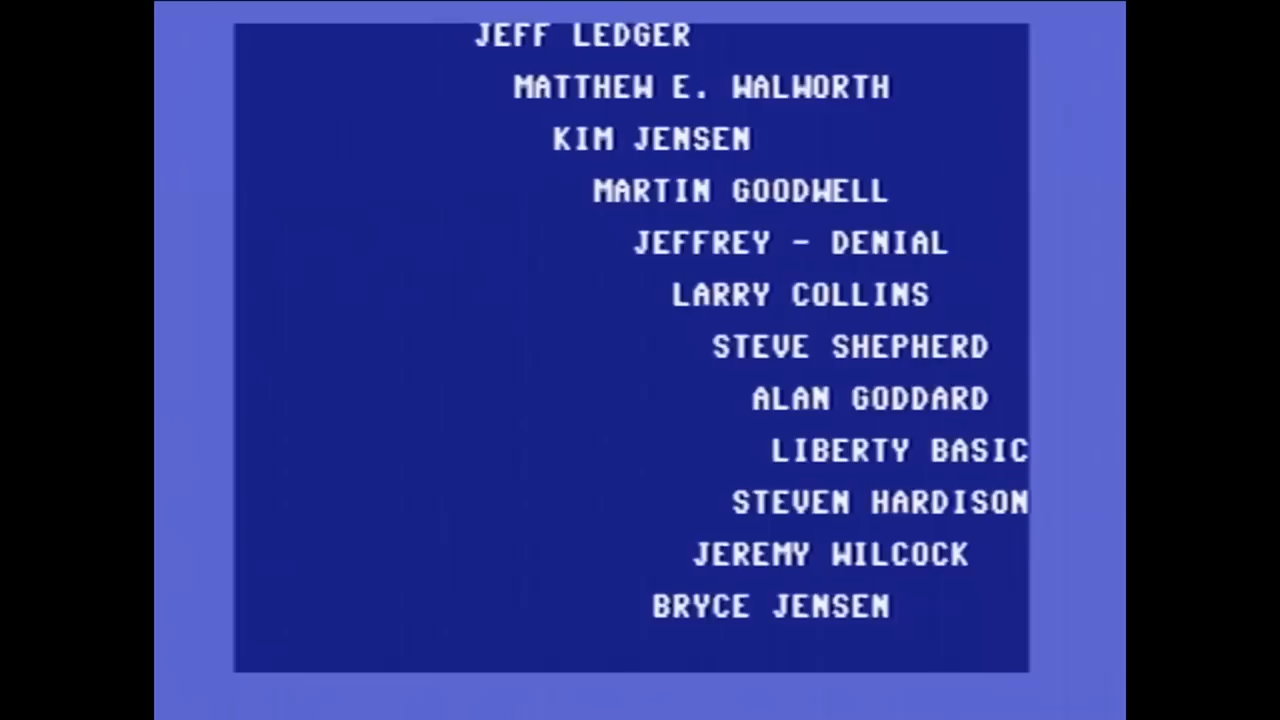 JEFF LEDGER
MATTHEW E. WALWORTH
KIM JENSEN
MARTIN GOODWELL
JEFFREY - DENIAL
LARRY COLLINS
STEVE SHEPHERD
ALAN GODDARD
LIBERTY BASIC
STEVEN HARDISON
JEREMY WILCOCK
BRYCE JENSEN